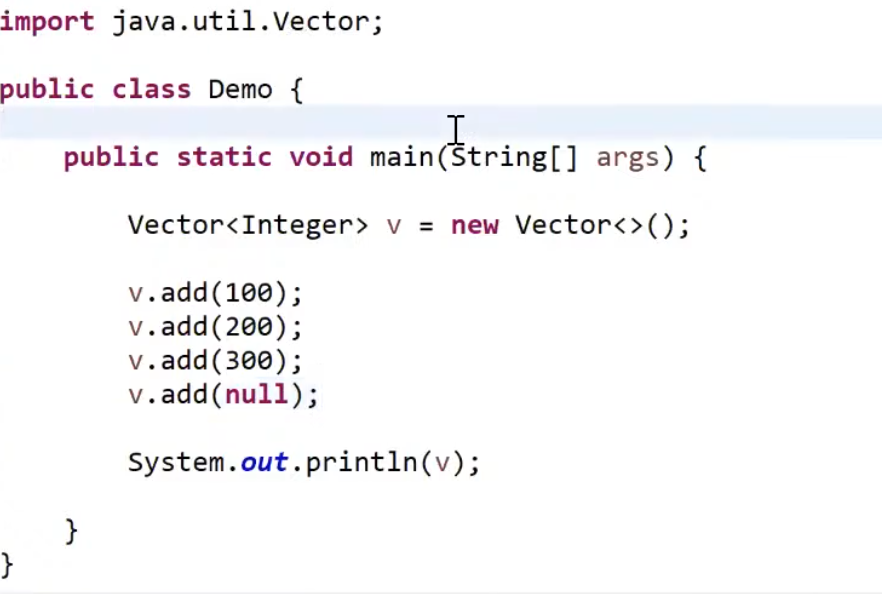 import java.util.Vector;
public class Demo {
public static void main(String[] args) {
Vector<Integer> v = new Vector<>();
v.add(100);
v.add(200);
v.add(300);
v.add(null);
System.out.println(v);
}
}